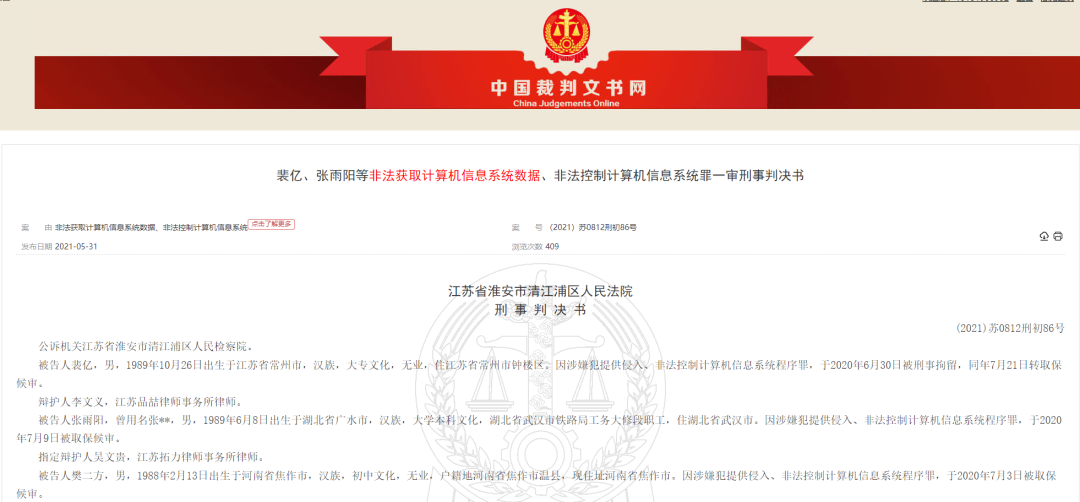 中国裁判文书网
China Judgements Online
裴亿、张雨阳等非法获取计算机信息系统数据、非法控制计算机信息系统罪一审刑事判决书
案 由 非法获取计算机信息系统数据、非法控制计算机信息系统 点击了解更多
案 号 （2021）苏0812刑初86号
发布日期 2021-05-31
浏览次数 409
江苏省淮安市清江浦区人民法院
刑 事 判 决 书
(2021)苏0812刑初86号
公诉机关江苏省淮安市清江浦区人民检察院。
被告人裴亿，男，1989年10月26日出生于江苏省常州市，汉族，大专文化，无业，住江苏省常州市钟楼区。因涉嫌犯提供侵入、非法控制计算机信息系统程序罪，于2020年6月30日被刑事拘留，同年7月21日转取保
候审。
辩护人李文义，江苏品喆律师事务所律师。
被告人张雨阳，曾用名张**，男，1989年6月8日出生于湖北省广水市，汉族，大学本科文化，湖北省武汉市铁路局工务大修段职工，住湖北省武汉市。因涉嫌犯提供侵入、非法控制计算机信息系统程序罪，于2020
年7月9日被取保候审。
指定辩护人吴文贵，江苏拓力律师事务所律师。
被告人樊二方，男，1988年2月13日出生于河南省焦作市，汉族，初中文化，无业，户籍地河南省焦作市温县，现住址河南省焦作市。因涉嫌犯提供侵入、非法控制计算机信息系统程序罪，于2020年7月3日被取保
候审。